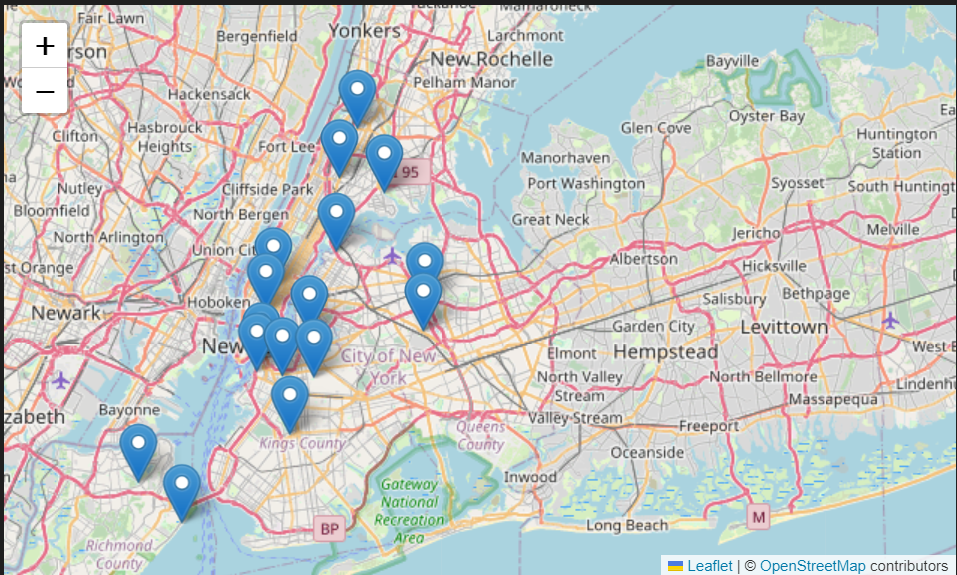 Fair Lawn
Yonkers
Mamaroneck
Larchmont
Bergenfield
New Rochelle
Pelham Manor
Bayville
Hackensack
Oyster Bay
Glen Cove
Clifton
Hasbrouck
Heights
Fort Lee
Huntington
Station
Manorhaven
95
Port Washington
Syosset
South Huntingt
Nutley
Cliffside Park
Bloomfield
North Bergen
Great Neck
Jericho
Melville
North Arlington
Union City
st Orange
Albertson
Hicksville
Hoboken
Bethpage
Salisbury
Newark
Garden City
Levittown
New
City of New
York
Elmont
Hempstead
West B
North Valley
Stream
North Bellmore
Lindenhu
Massapequa
zabeth
Bayonne
Valley Stream
Freeport
Kings County
Queens
County
Oceanside
Inwood
Gateway
National
Recreation
Area
BP
M
Long Beach
Richmond
County
+
−
Leaflet | © OpenStreetMap contributors